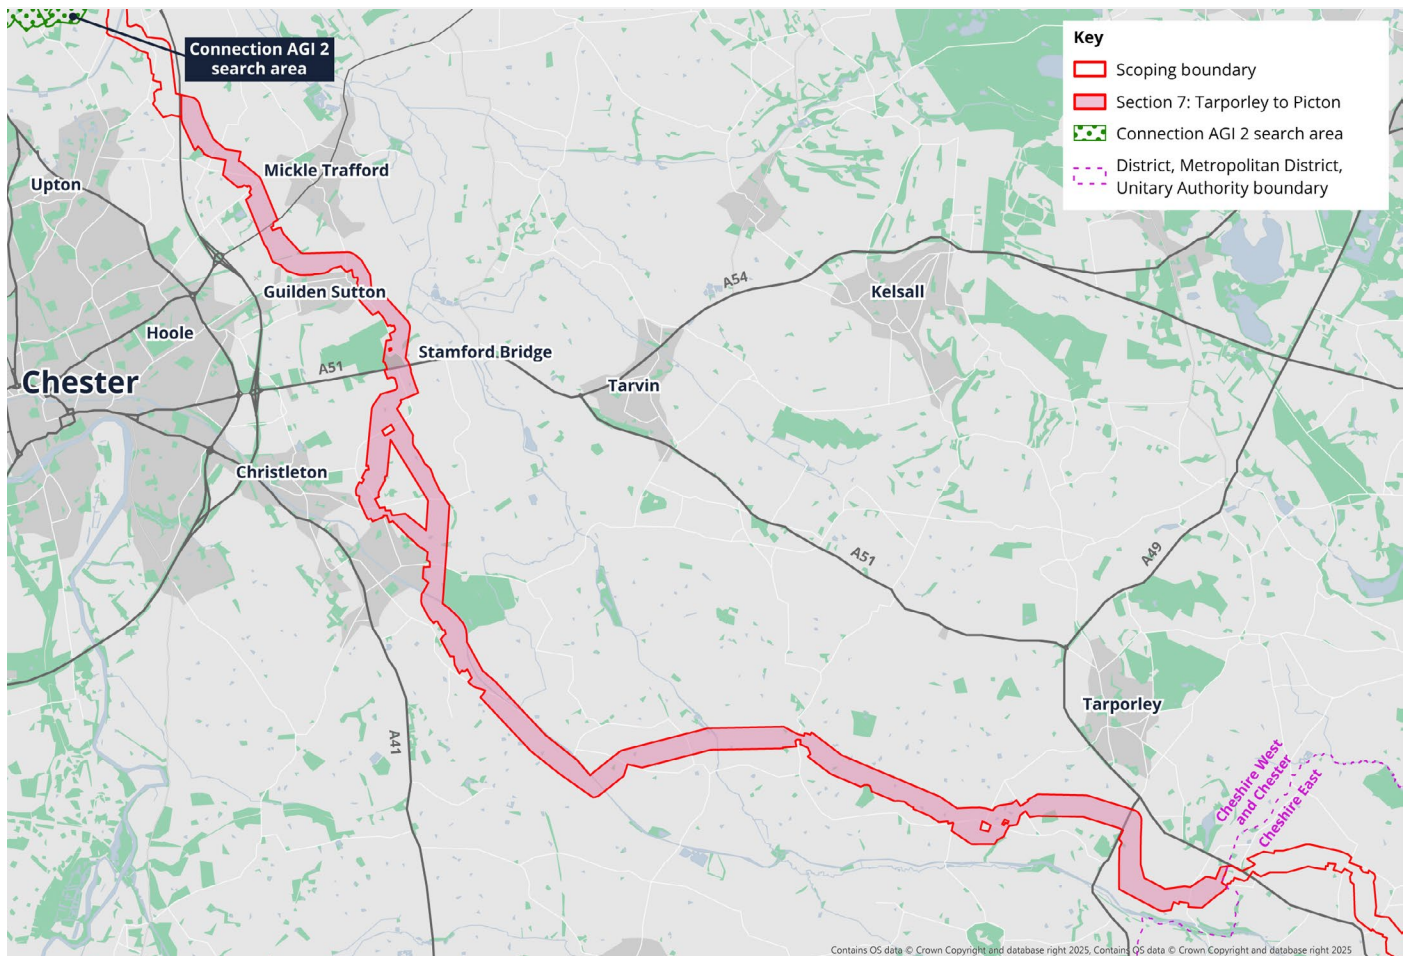 Connection AGI 2
search area
Key
Scoping boundary
Section 7: Tarporley to Picton
Connection AGI 2 search area
District, Metropolitan District,
Unitary Authority boundary
Mickle Trafford
Upton
A54
Guilden Sutton
Kelsall
Hoole
Stamford Bridge
A51
Chester
Tarvin
Christleton
A51
A49
Tarporley
A41
Cheshire West
and Chester
Cheshire East
Contains OS data © Crown Copyright and database right 2025, Contains OS data © Crown Copyright and database right 2025